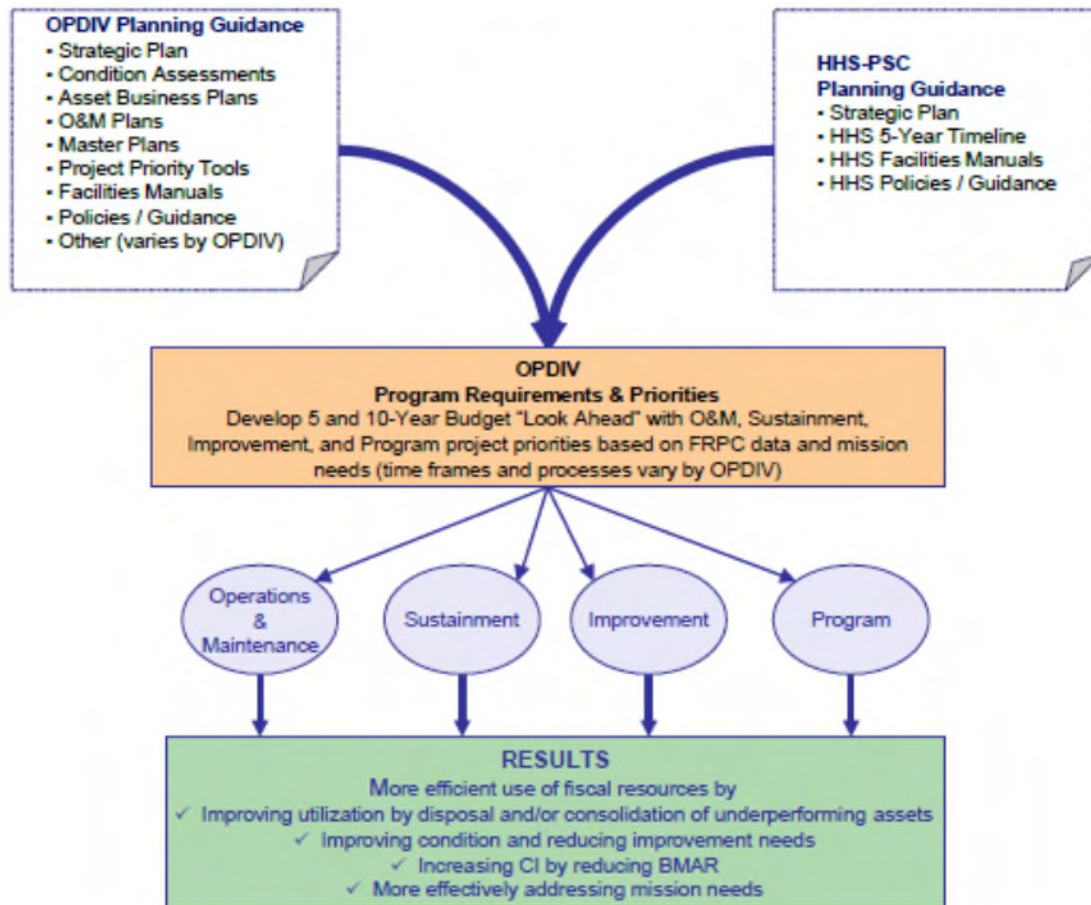 OPDIV Planning Guidance
• Strategic Plan
• Condition Assessments
• Asset Business Plans
• O&M Plans
• Master Plans
• Project Priority Tools
• Facilities Manuals
• Policies / Guidance
• Other (varies by OPDIV)
HHS-PSC
Planning Guidance
• Strategic Plan
• HHS 5-Year Timeline
• HHS Facilities Manuals
• HHS Policies / Guidance
OPDIV
Program Requirements & Priorities
Develop 5 and 10-Year Budget "Look Ahead" with O&M, Sustainment,
Improvement, and Program project priorities based on FRPC data and mission
needs (time frames and processes vary by OPDIV)
Operations
&
Maintenance
Sustainment
Improvement
Program
RESULTS
More efficient use of fiscal resources by
✓ Improving utilization by disposal and/or consolidation of underperforming assets
✓ Improving condition and reducing improvement needs
✓ Increasing CI by reducing BMAR
✓ More effectively addressing mission needs